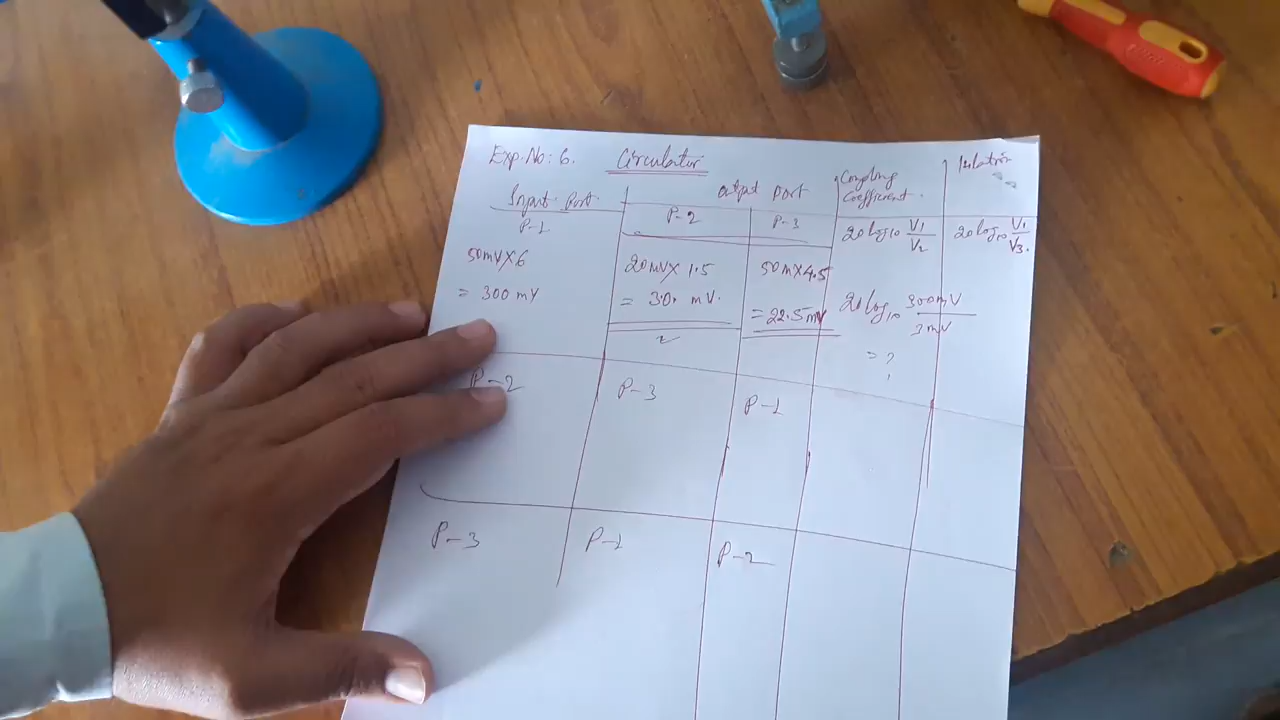 Exp. No: 6. Circulator
Input Port
output port
Coupling Coefficient.
Isolation
P-1
P-2
P-3
20 log10 V1/V2
20 log10 V1/V3.
50mV×6
= 300 mV
20mV× 1.5
= 30. mV.
50m×4.5
= 22.5mV
20 log10 300mV/3mV
= ?
P-2
P-3
P-1
P-3
P-1
P-2